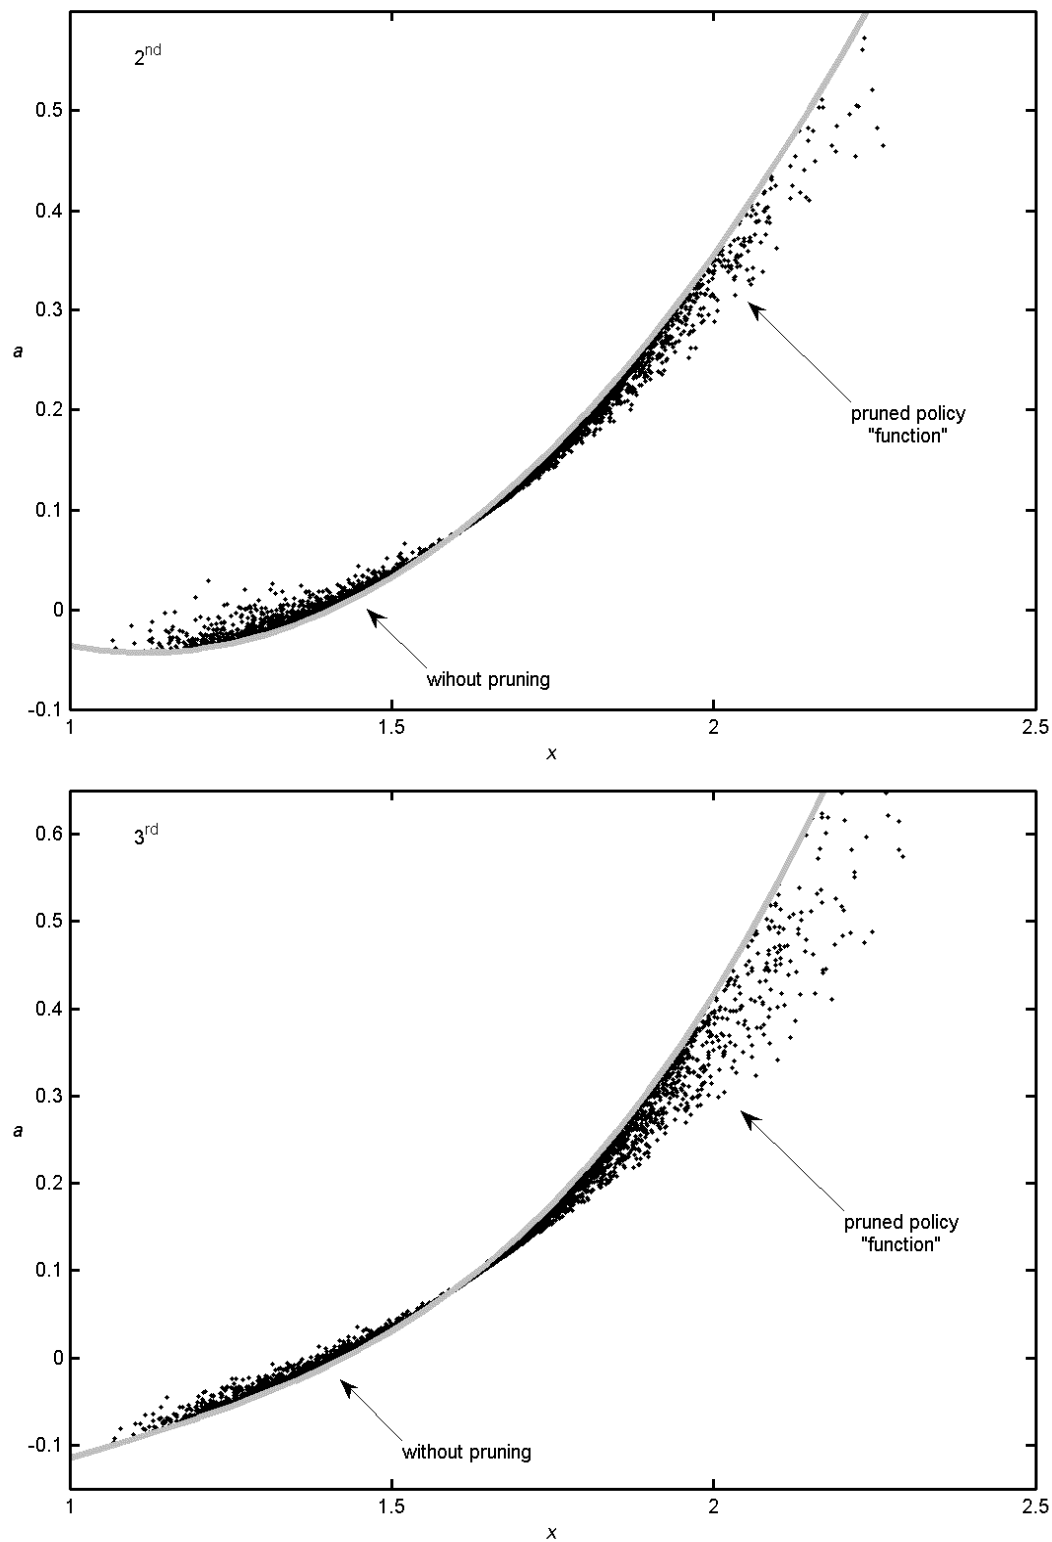 2nd
0.5
0.4
0.3
a
0.2
pruned policy
"function"
0.1
0
wihout pruning
-0.1
1
1.5
2
2.5
x
0.6
3rd
0.5
0.4
0.3
a
0.2
pruned policy
"function"
0.1
0
without pruning
-0.1
1
1.5
2
2.5
x